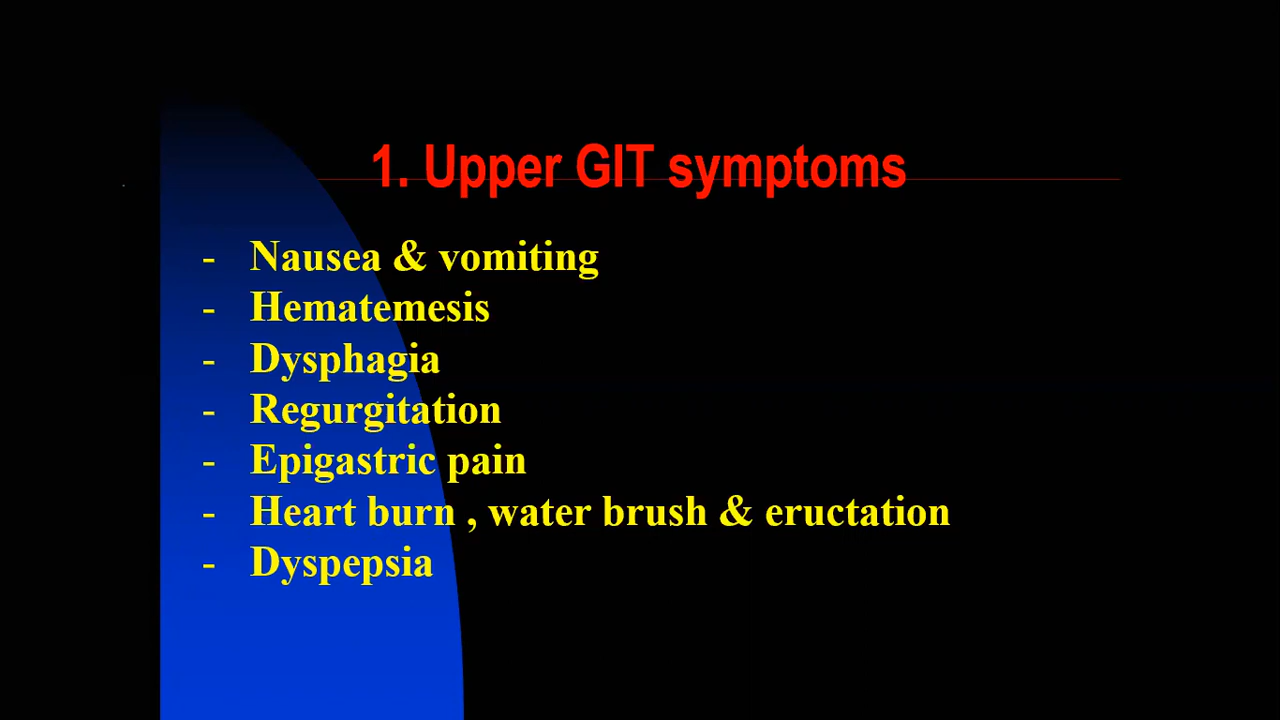 1. Upper GIT symptoms
- Nausea & vomiting
- Hematemesis
- Dysphagia
- Regurgitation
- Epigastric pain
- Heart burn , water brush & eructation
- Dyspepsia